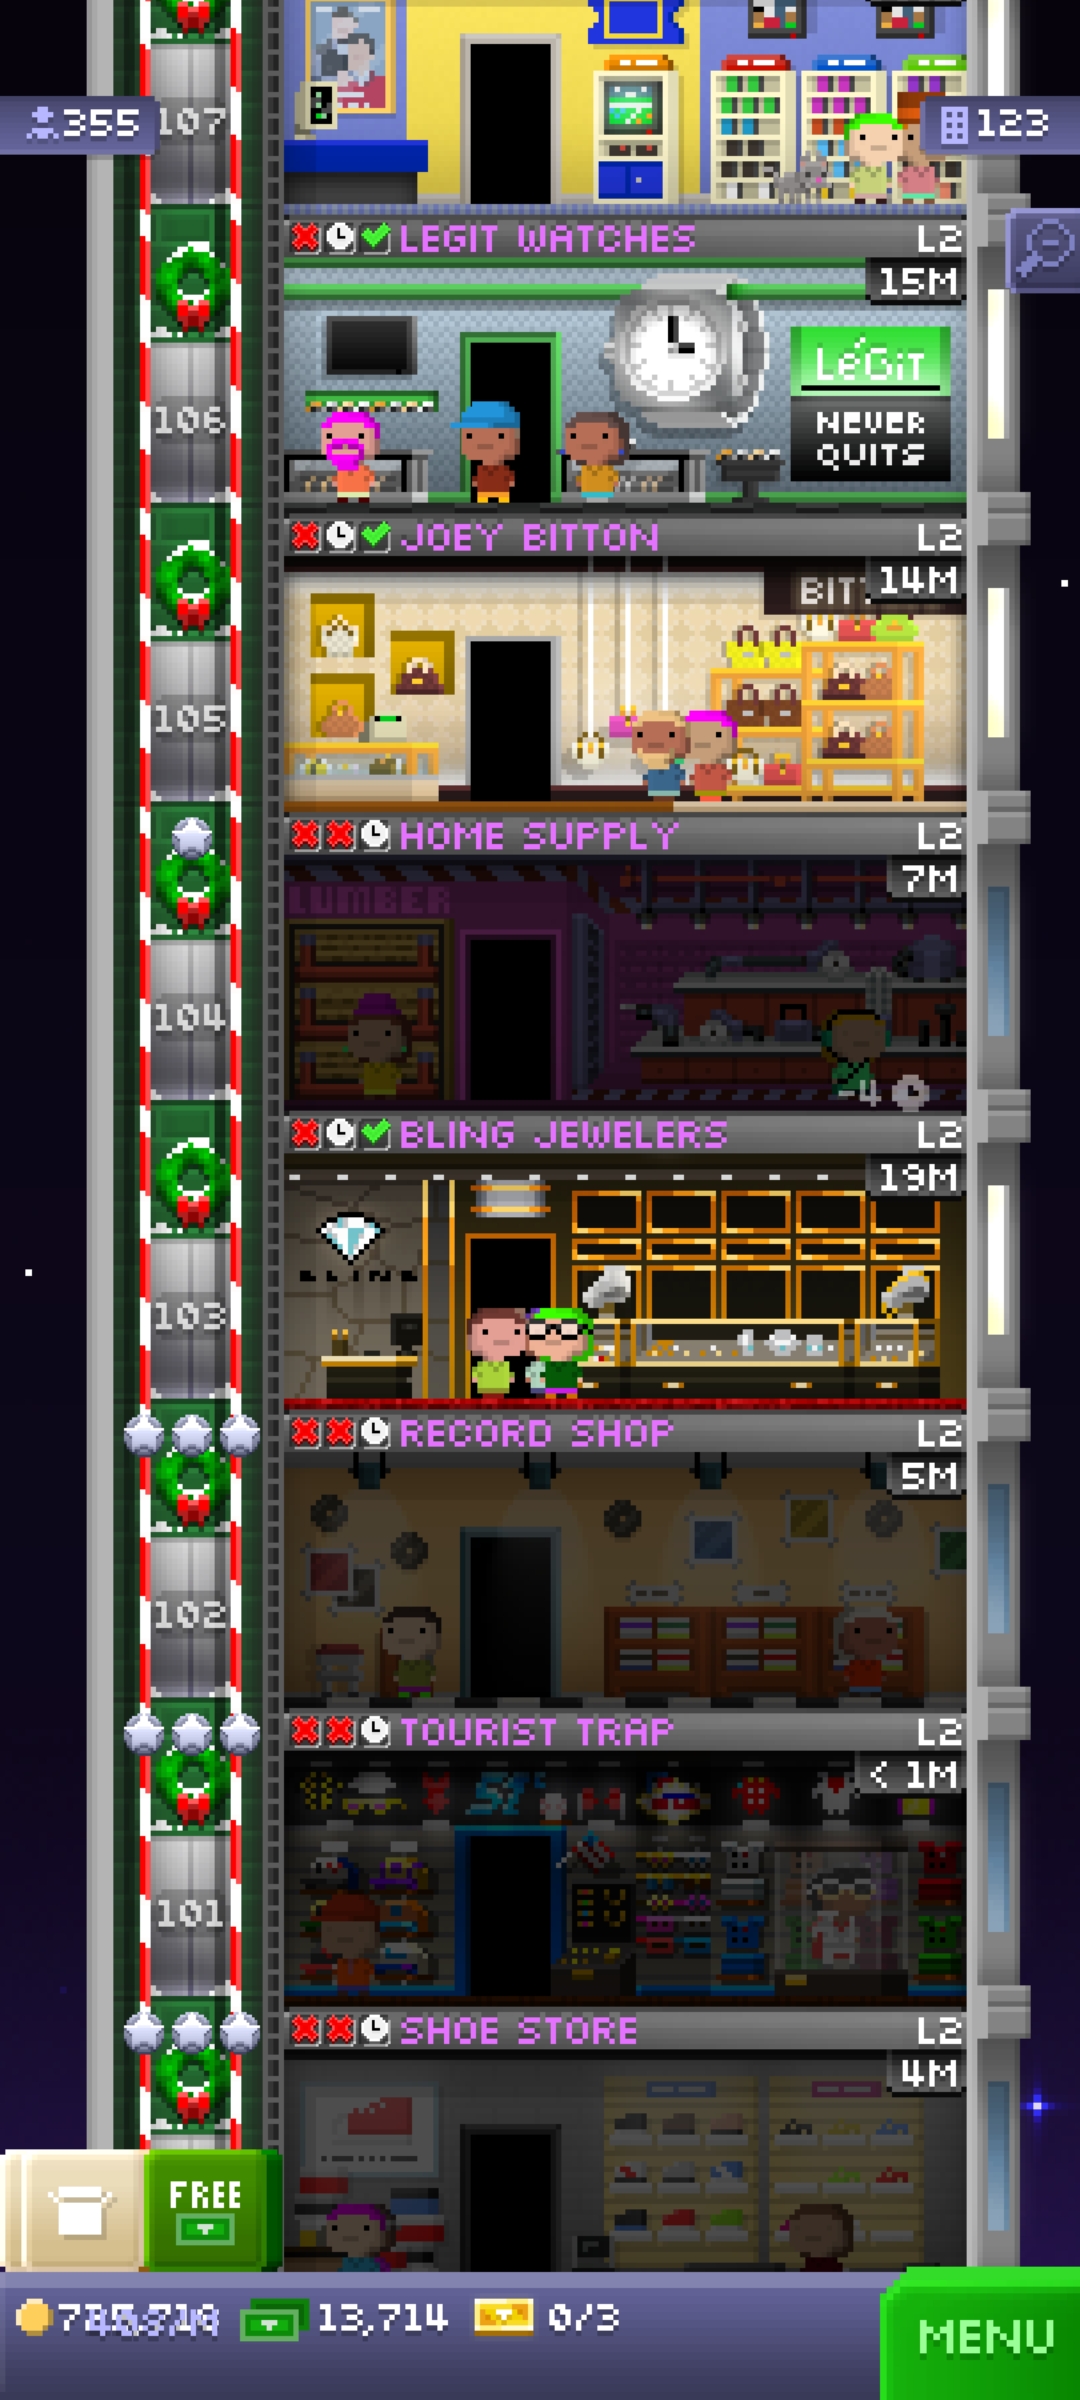 107
355
123
LEGIT WATCHES L2
15M
LéGiT
NEVER
QUITS
106
JOEY BITTON L2
14M
BIT
105
HOME SUPPLY L2
7M
LUMBER
104
-4
BLING JEWELERS L2
19M
BLING
103
RECORD SHOP L2
5M
102
TOURIST TRAP L2
< 1M
101
SHOE STORE L2
4M
FREE
13,714
0/3
MENU